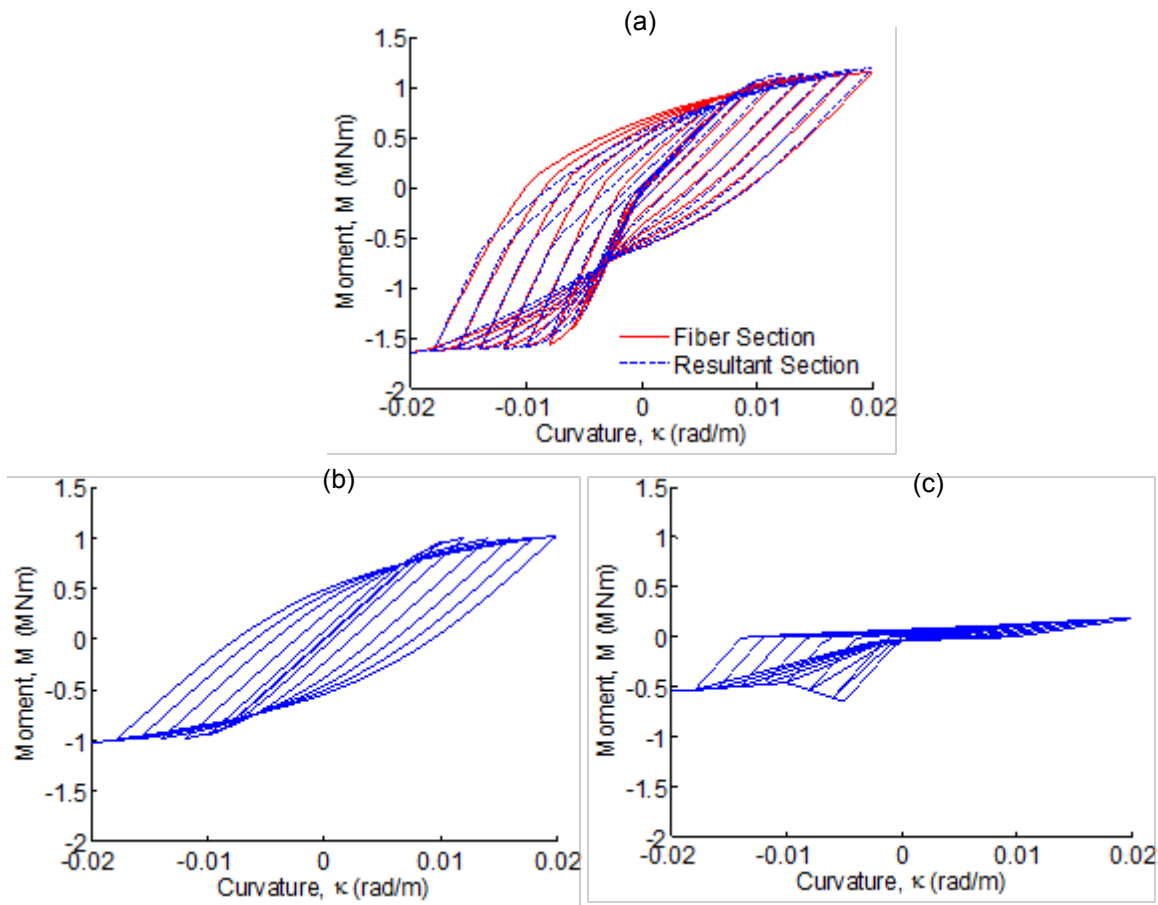 (a)
1.5
1
0.5
0
-0.5
-1
-1.5
-2
Moment, M (MNm)
Fiber Section
Resultant Section
-0.02 -0.01 0 0.01 0.02
Curvature, κ (rad/m)
(b)
1.5
1
0.5
0
-0.5
-1
-1.5
-2
Moment, M (MNm)
-0.02 -0.01 0 0.01 0.02
Curvature, κ (rad/m)
(c)
1.5
1
0.5
0
-0.5
-1
-1.5
-2
Moment, M (MNm)
-0.02 -0.01 0 0.01 0.02
Curvature, κ (rad/m)